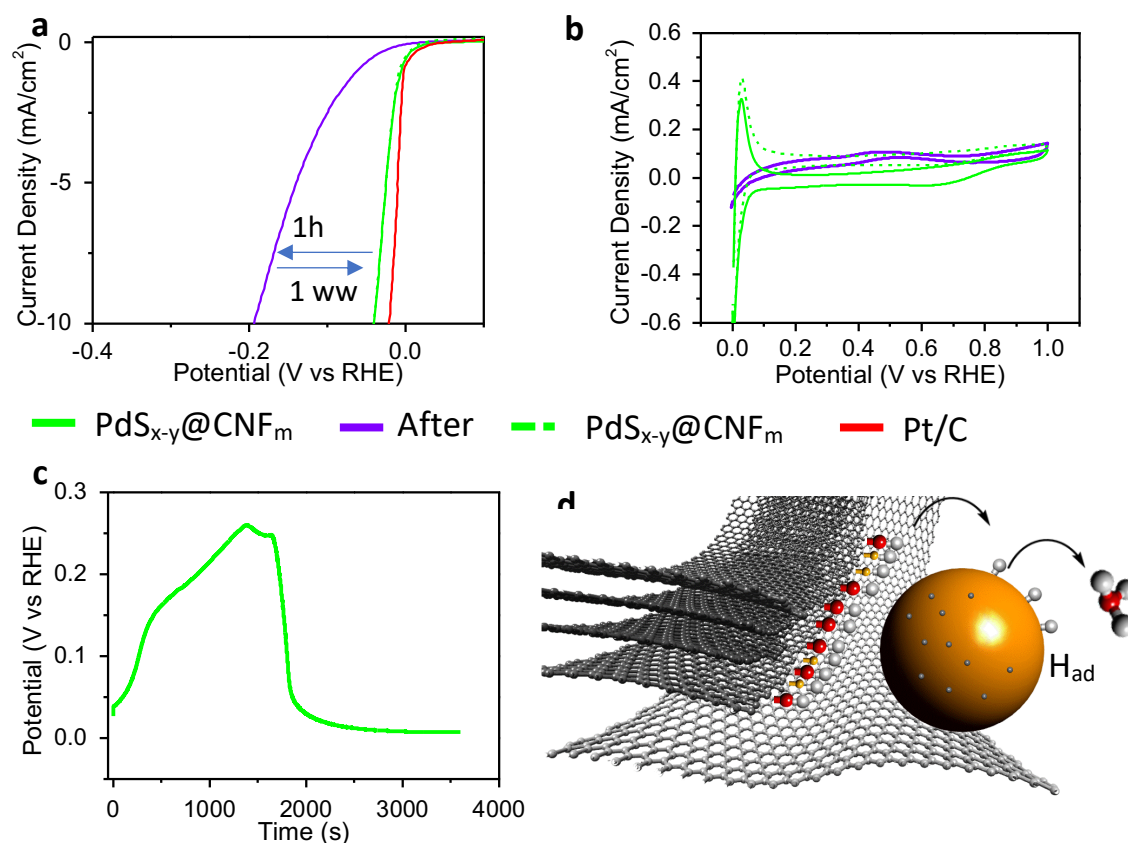 a
0
-5
-10
Current Density (mA/cm²)
-0.4
-0.2
0.0
Potential (V vs RHE)
1h
1 ww
b
0.6
0.4
0.2
0.0
-0.2
-0.4
-0.6
Current Density (mA/cm²)
0.0
0.2
0.4
0.6
0.8
1.0
Potential (V vs RHE)
PdSx-y@CNFm
After
PdSx-y@CNFm
Pt/C
c
0.3
0.2
0.1
0.0
Potential (V vs RHE)
0
1000
2000
3000
4000
Time (s)
d
Had